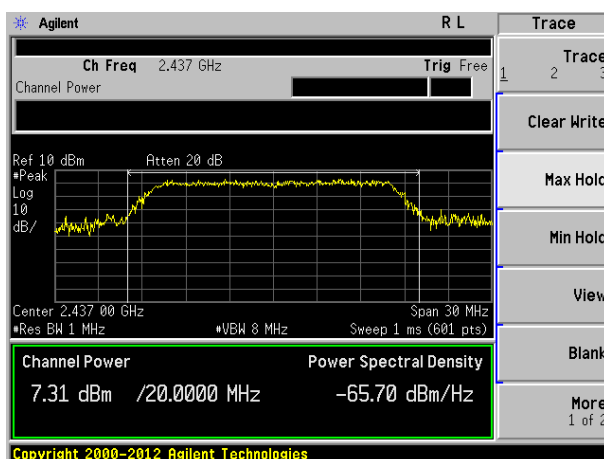 Agilent R L Trace
Ch Freq 2.437 GHz Trig Free
Channel Power
Trace
1 2 3
Clear Write
Max Hold
Min Hold
View
Blank
More
1 of 2
Ref 10 dBm Atten 20 dB
#Peak
Log
10
dB/
Center 2.437 00 GHz Span 30 MHz
#Res BW 1 MHz #VBW 8 MHz Sweep 1 ms (601 pts)
Channel Power Power Spectral Density
7.31 dBm /20.0000 MHz -65.70 dBm/Hz
Copyright 2000-2012 Agilent Technologies